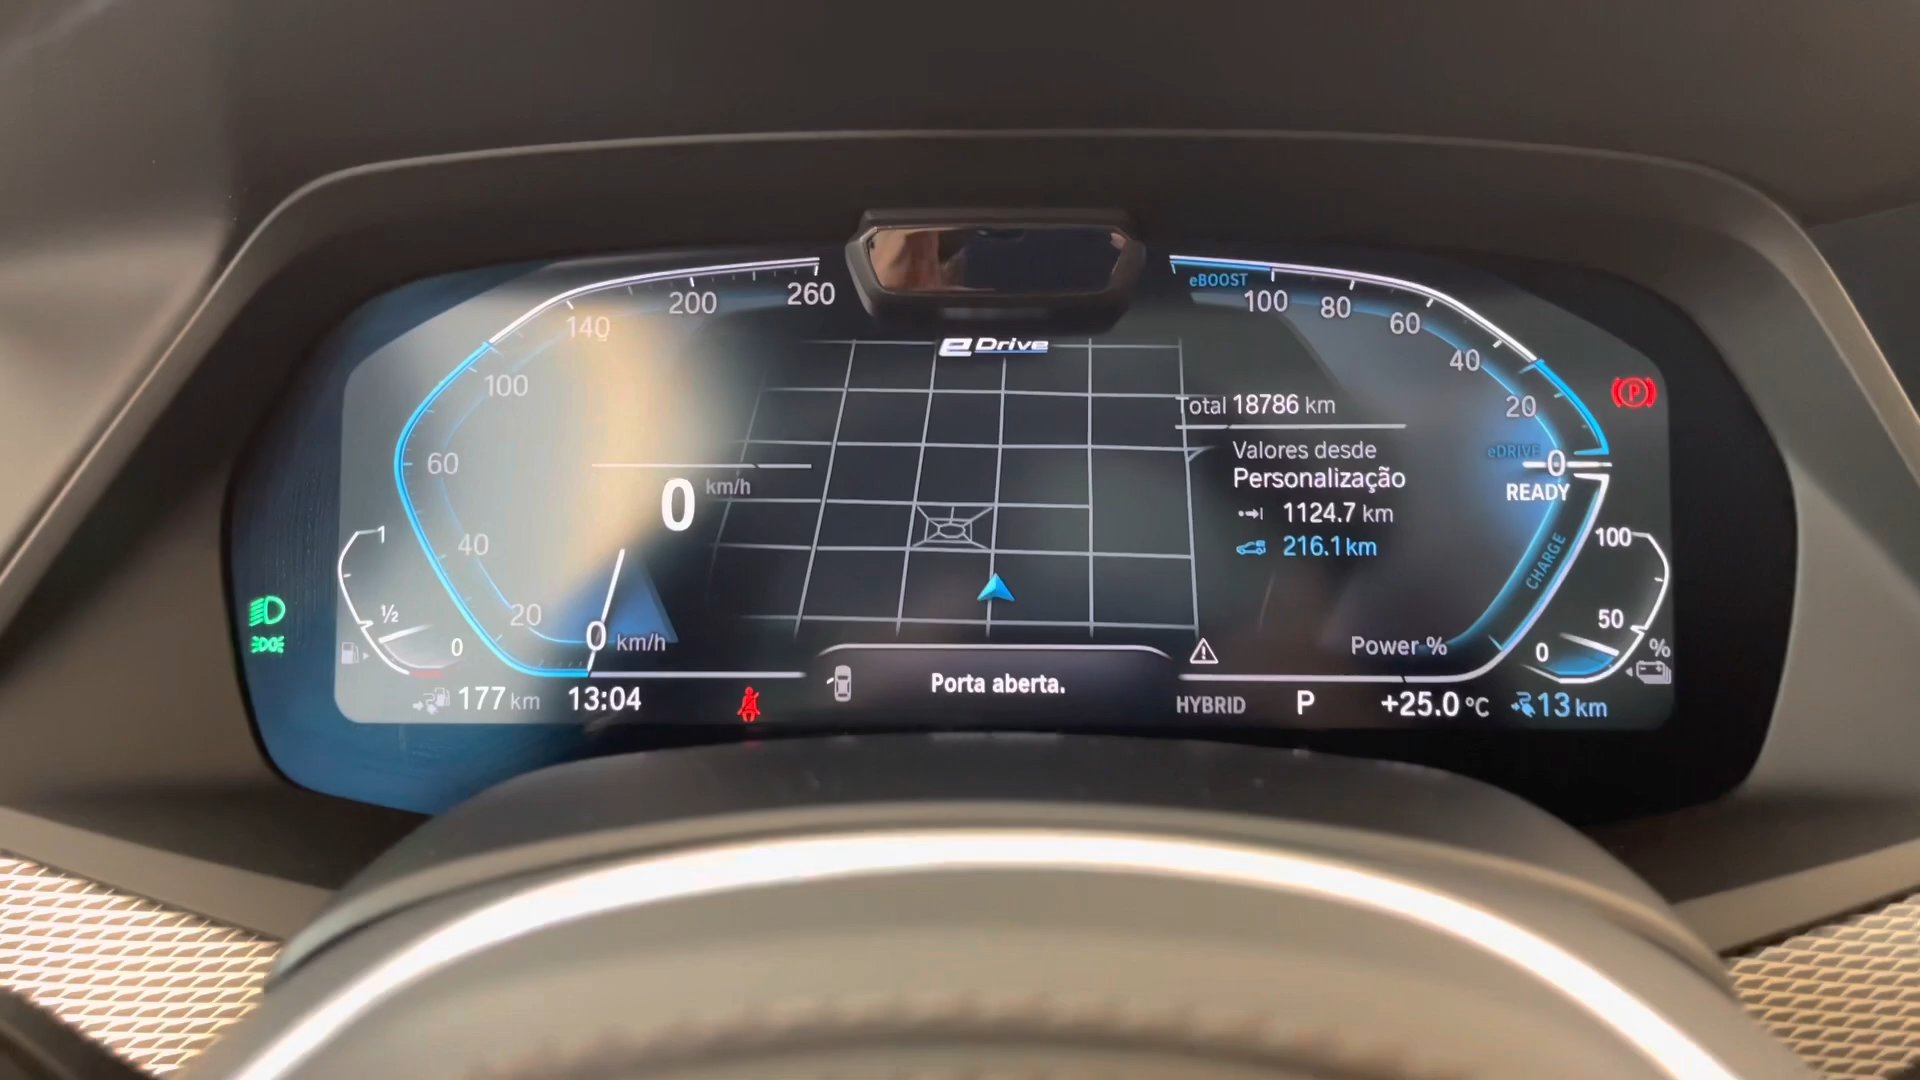 260
200
140
100
60
40
20
0 km/h
0 km/h
1
½
0
177 km
13:04
eDrive
Porta aberta.
Total 18786 km
Valores desde
Personalização
1124.7 km
216.1 km
eBOOST
100
80
60
40
20
eDRIVE
0
READY
CHARGE
Power %
100
50
0
%
P
HYBRID
P
+25.0 °C
13 km